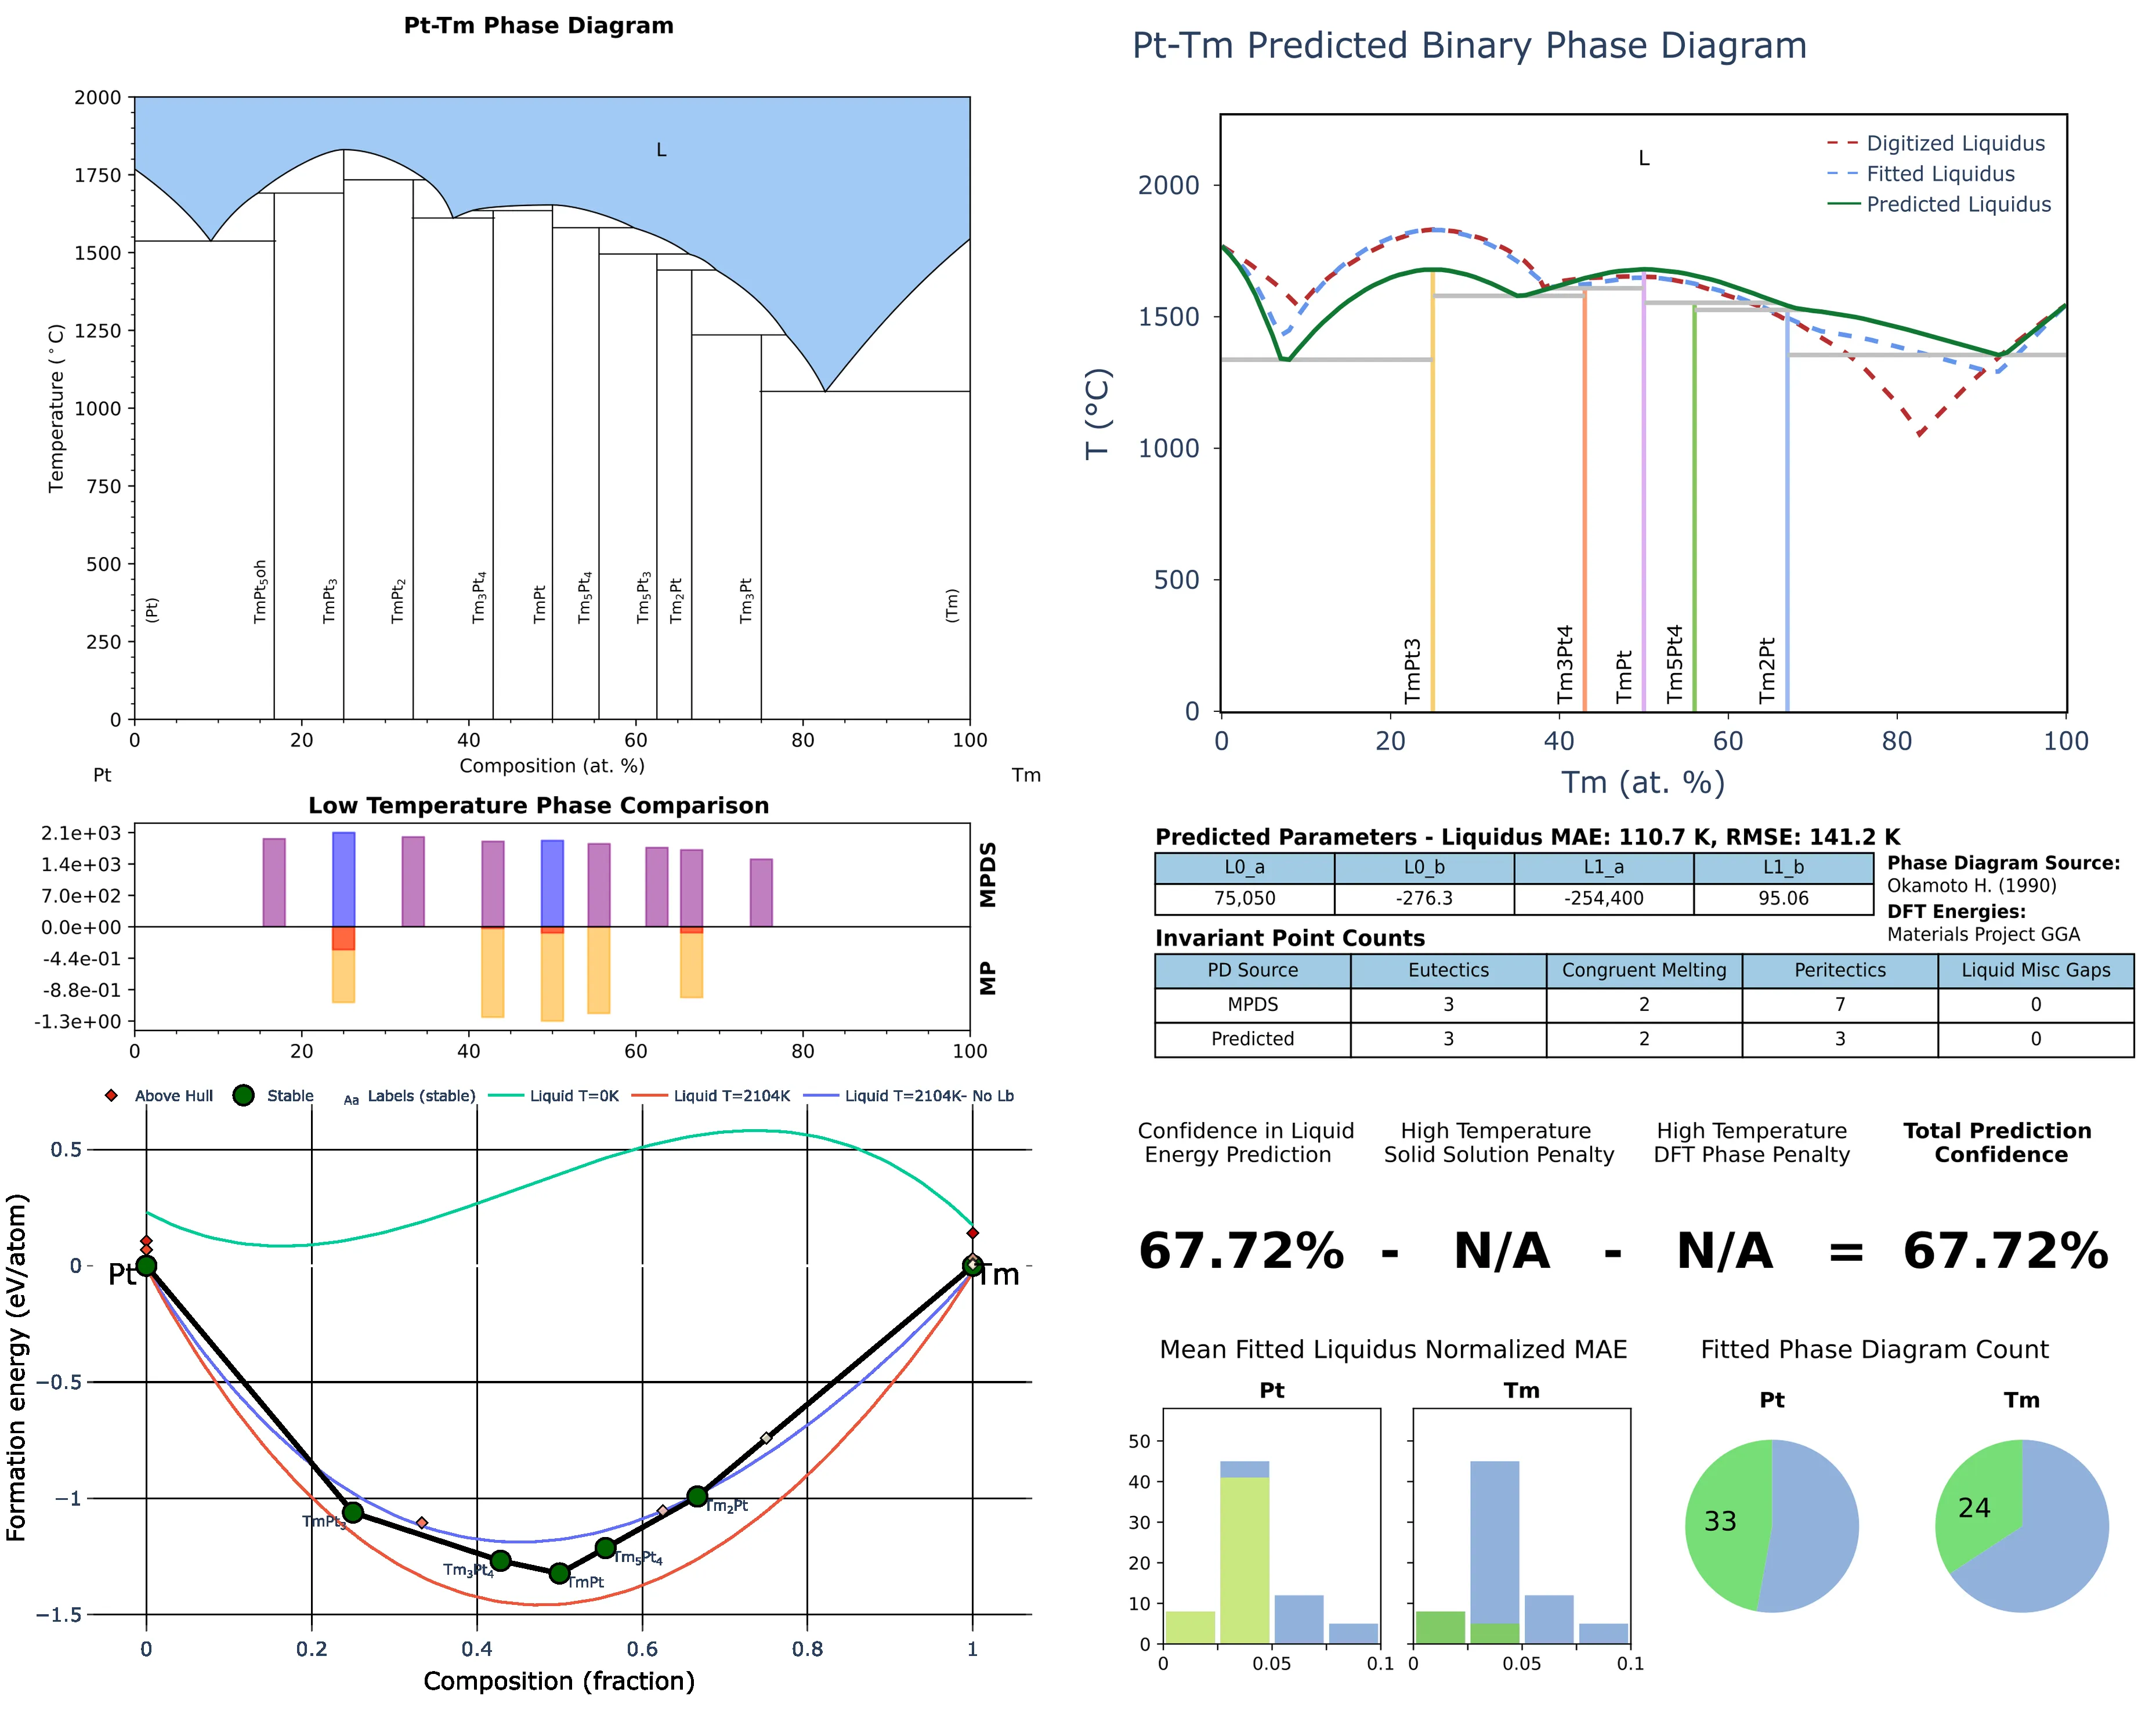 Pt-Tm Phase Diagram
2000
1750
1500
1250
1000
750
500
250
0
Temperature (°C)
L
(Pt)
TmPt5oh
TmPt3
TmPt2
Tm3Pt4
TmPt
Tm5Pt4
Tm5Pt3
Tm2Pt
Tm3Pt
(Tm)
0 20 40 60 80 100
Composition (at. %)
Pt
Tm
Pt-Tm Predicted Binary Phase Diagram
L
Digitized Liquidus
Fitted Liquidus
Predicted Liquidus
2000
1500
1000
500
0
T (°C)
TmPt3
Tm3Pt4
TmPt
Tm5Pt4
Tm2Pt
0 20 40 60 80 100
Tm (at. %)
Low Temperature Phase Comparison
2.1e+03
1.4e+03
7.0e+02
0.0e+00
-4.4e-01
-8.8e-01
-1.3e+00
MPDS
MP
0 20 40 60 80 100
Predicted Parameters - Liquidus MAE: 110.7 K, RMSE: 141.2 K
L0_a L0_b L1_a L1_b
75,050 -276.3 -254,400 95.06
Phase Diagram Source:
Okamoto H. (1990)
DFT Energies:
Materials Project GGA
Invariant Point Counts
PD Source Eutectics Congruent Melting Peritectics Liquid Misc Gaps
MPDS 3 2 7 0
Predicted 3 2 3 0
Above Hull Stable Aa Labels (stable) Liquid T=0K Liquid T=2104K Liquid T=2104K- No Lb
0.5
0
−0.5
−1
−1.5
Formation energy (eV/atom)
Pt
Tm
TmPt3
Tm3Pt4
TmPt
Tm5Pt4
Tm2Pt
0 0.2 0.4 0.6 0.8 1
Composition (fraction)
Confidence in Liquid
Energy Prediction
High Temperature
Solid Solution Penalty
High Temperature
DFT Phase Penalty
Total Prediction
Confidence
67.72% - N/A - N/A = 67.72%
Mean Fitted Liquidus Normalized MAE
Pt
Tm
50
40
30
20
10
0
0 0.05 0.1
0 0.05 0.1
Fitted Phase Diagram Count
Pt
Tm
33
24